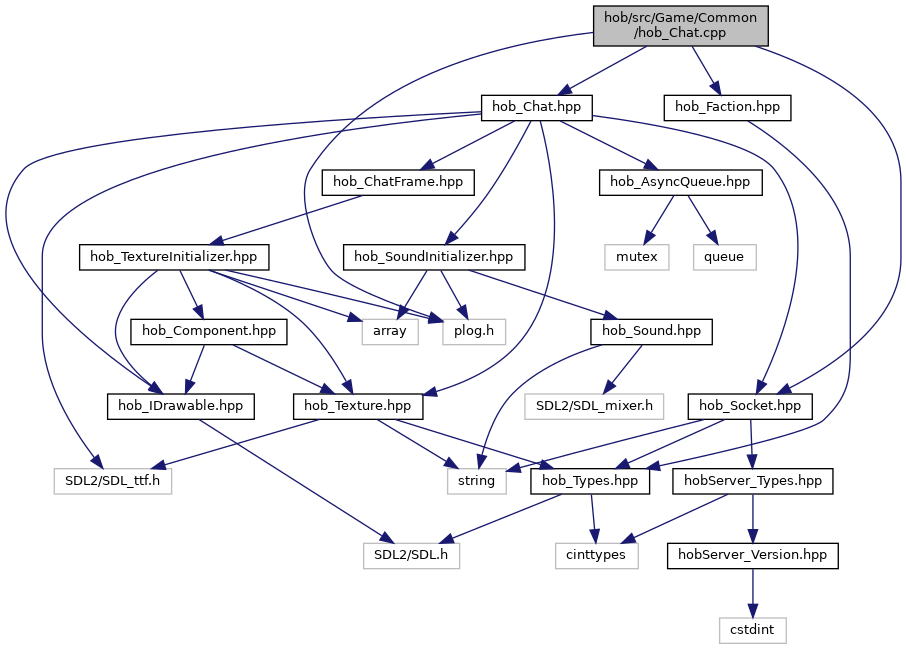 hob/src/Game/Common
/hob_Chat.cpp
hob_Chat.hpp
hob_Faction.hpp
hob_ChatFrame.hpp
hob_AsyncQueue.hpp
hob_TextureInitializer.hpp
hob_SoundInitializer.hpp
mutex
queue
hob_Component.hpp
array
plog.h
hob_Sound.hpp
hob_IDrawable.hpp
hob_Texture.hpp
SDL2/SDL_mixer.h
hob_Socket.hpp
SDL2/SDL_ttf.h
string
hob_Types.hpp
hobServer_Types.hpp
SDL2/SDL.h
cinttypes
hobServer_Version.hpp
cstdint